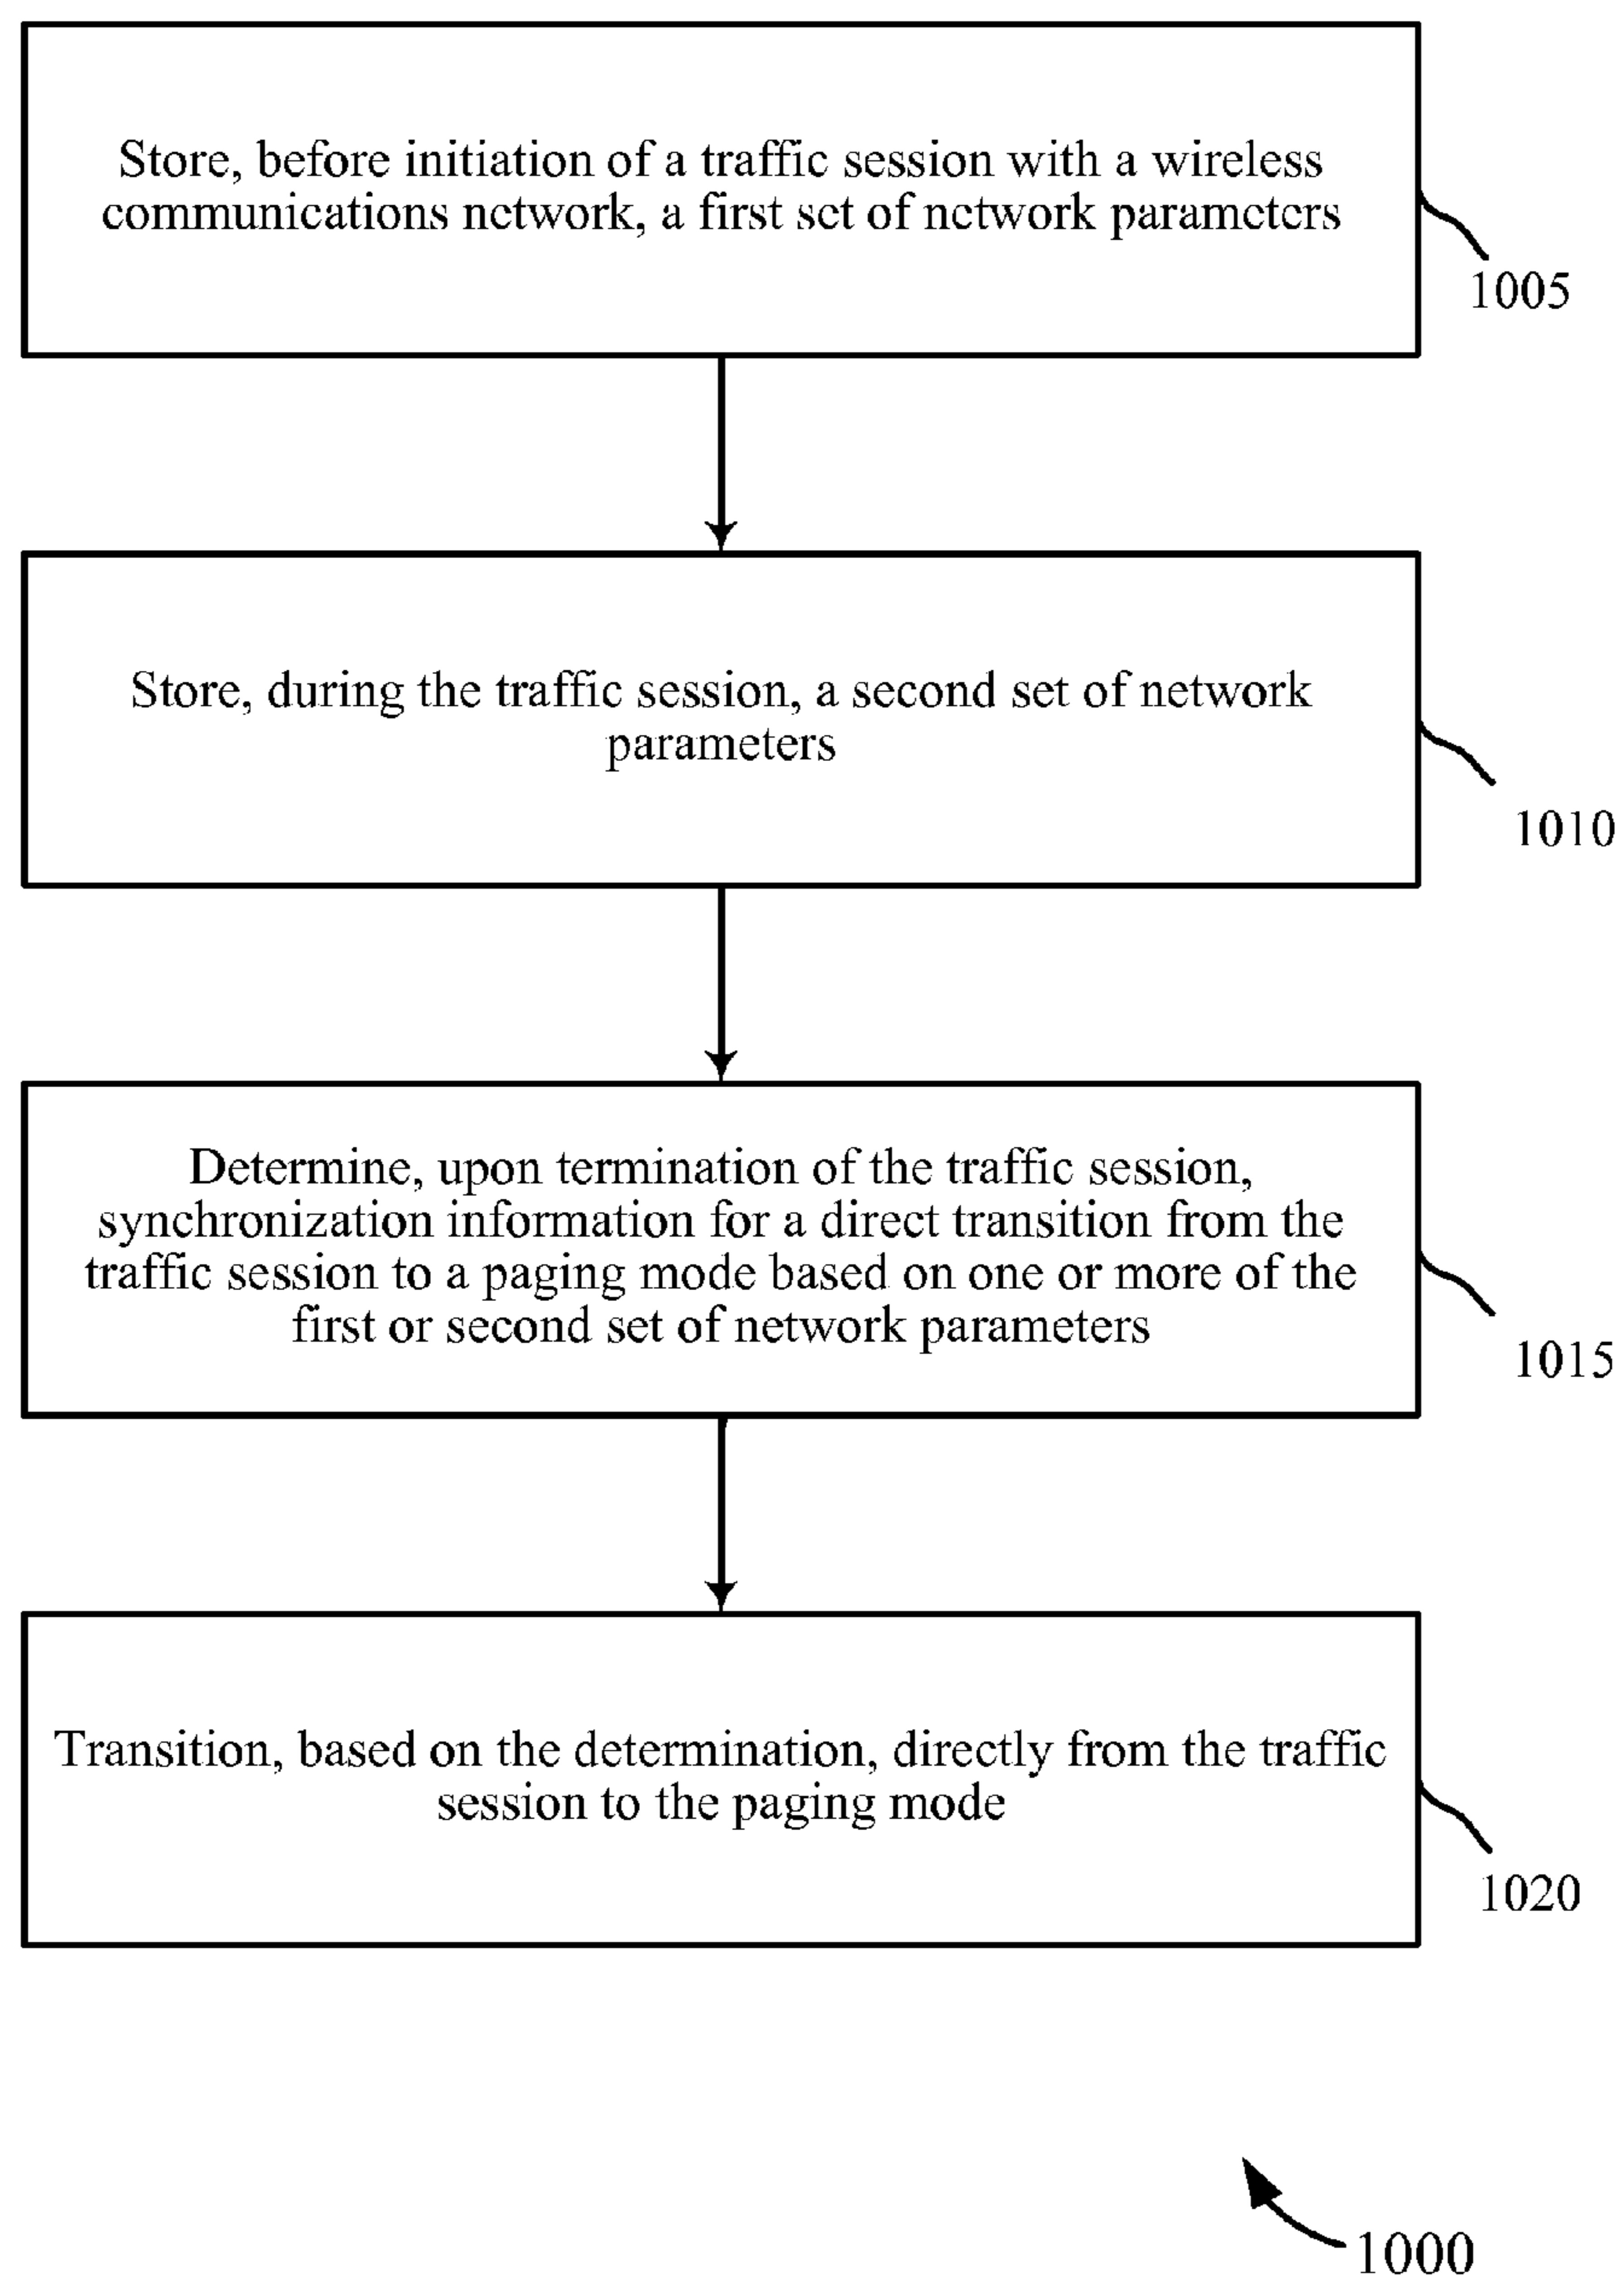 Store, before initiation of a traffic session with a wireless
communications network, a first set of network parameters
1005
Store, during the traffic session, a second set of network
parameters
1010
Determine, upon termination of the traffic session,
synchronization information for a direct transition from the
traffic session to a paging mode based on one or more of the
first or second set of network parameters
1015
Transition, based on the determination, directly from the traffic
session to the paging mode
1020
1000